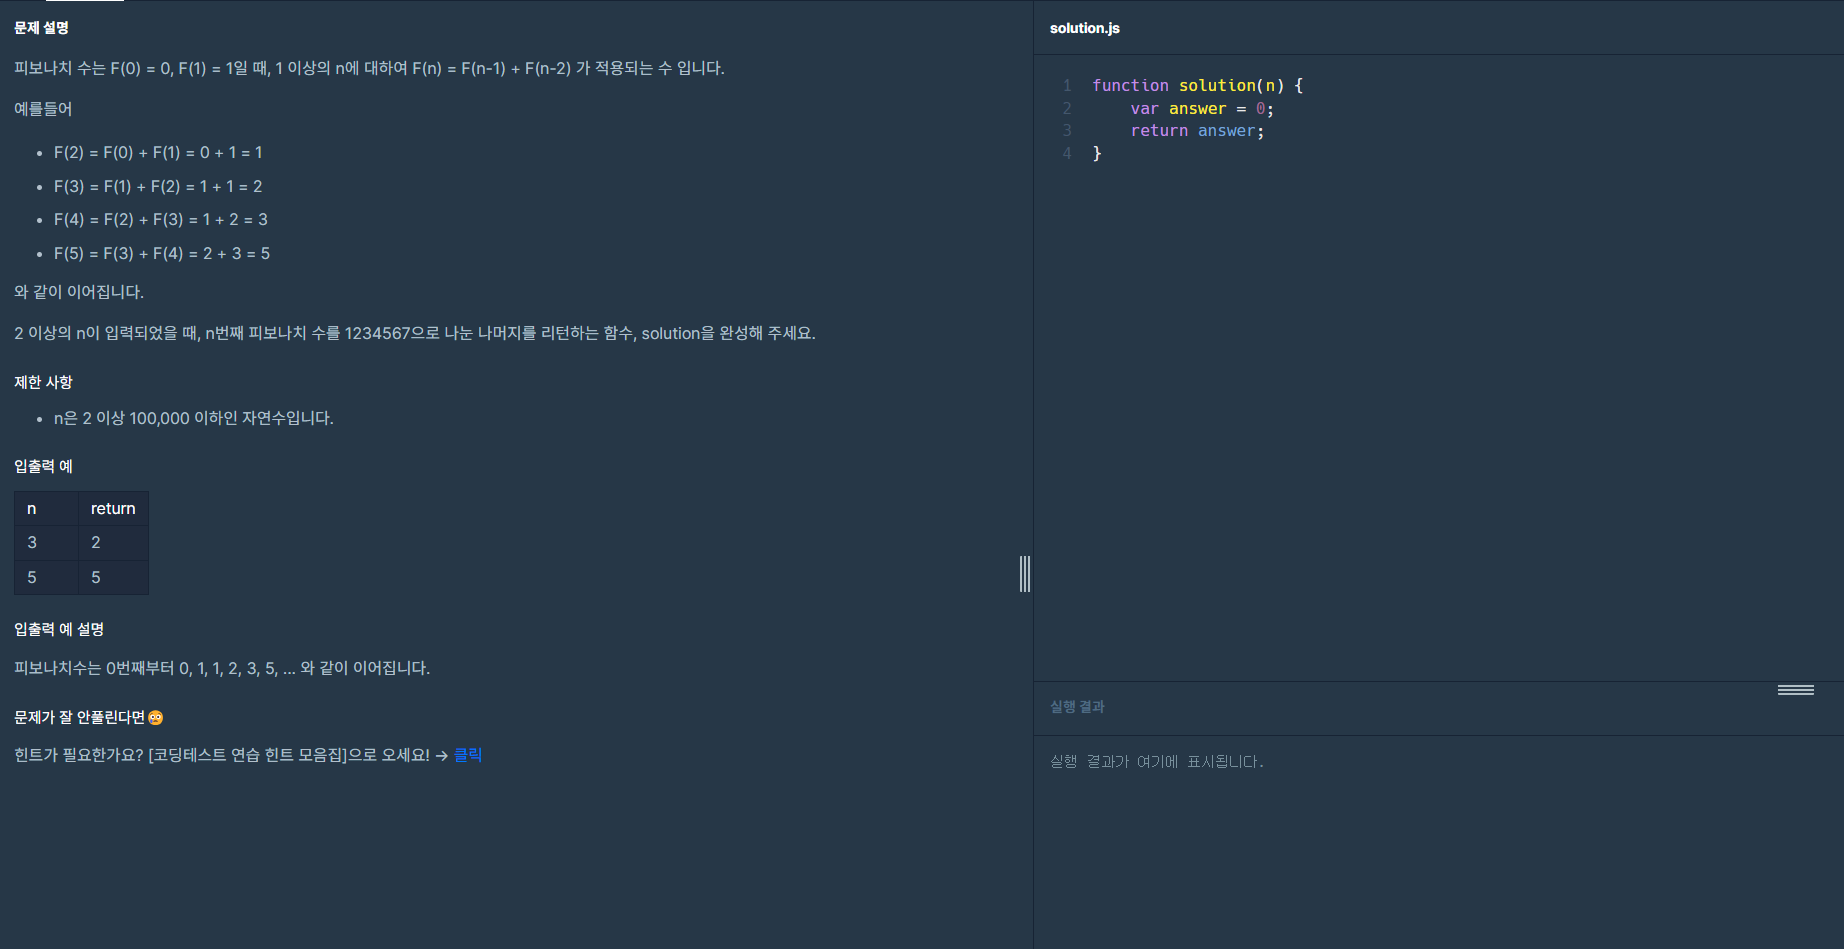 문제 설명
피보나치 수는 F(0) = 0, F(1) = 1일 때, 1 이상의 n에 대하여 F(n) = F(n-1) + F(n-2) 가 적용되는 수 입니다.
예를들어
• F(2) = F(0) + F(1) = 0 + 1 = 1
• F(3) = F(1) + F(2) = 1 + 1 = 2
• F(4) = F(2) + F(3) = 1 + 2 = 3
• F(5) = F(3) + F(4) = 2 + 3 = 5
와 같이 이어집니다.
2 이상의 n이 입력되었을 때, n번째 피보나치 수를 1234567으로 나눈 나머지를 리턴하는 함수, solution을 완성해 주세요.
제한 사항
• n은 2 이상 100,000 이하인 자연수입니다.
입출력 예
n return
3 2
5 5
입출력 예 설명
피보나치수는 0번째부터 0, 1, 1, 2, 3, 5, ... 와 같이 이어집니다.
문제가 잘 안풀린다면😢
힌트가 필요한가요? [코딩테스트 연습 힌트 모음집]으로 오세요! → 클릭
solution.js
1 function solution(n) {
2     var answer = 0;
3     return answer;
4 }
실행 결과
실행 결과가 여기에 표시됩니다.